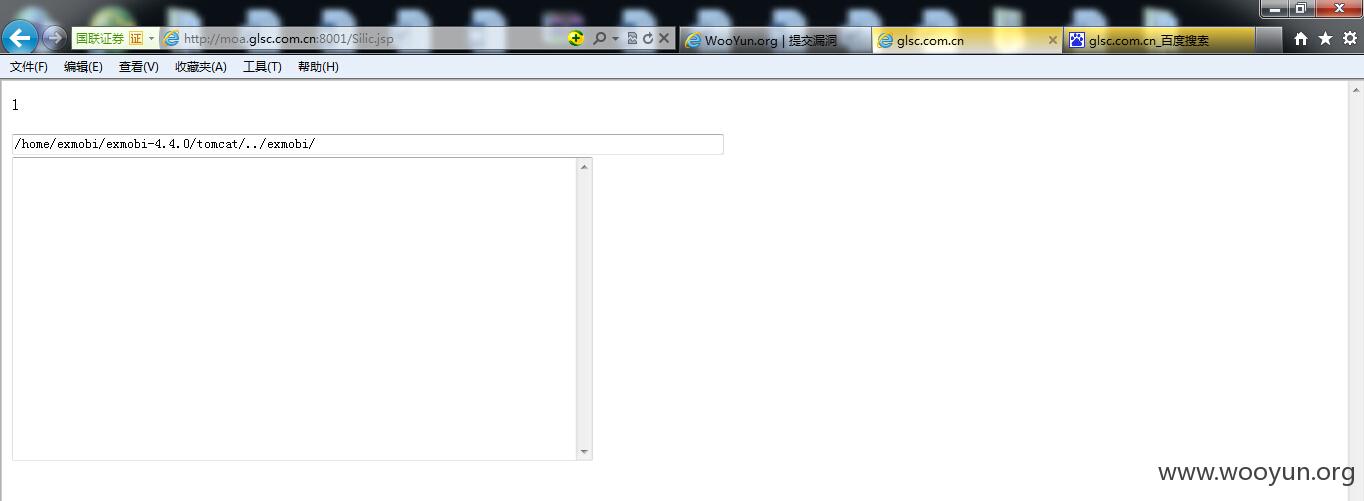 国联证券 证 http://moa.glsc.com.cn:8001/Silic.jsp WooYun.org | 提交漏洞 glsc.com.cn glsc.com.cn_百度搜索
文件(F) 编辑(E) 查看(V) 收藏夹(A) 工具(T) 帮助(H)
1
/home/exmobi/exmobi-4.4.0/tomcat/../exmobi/
www.wooyun.org